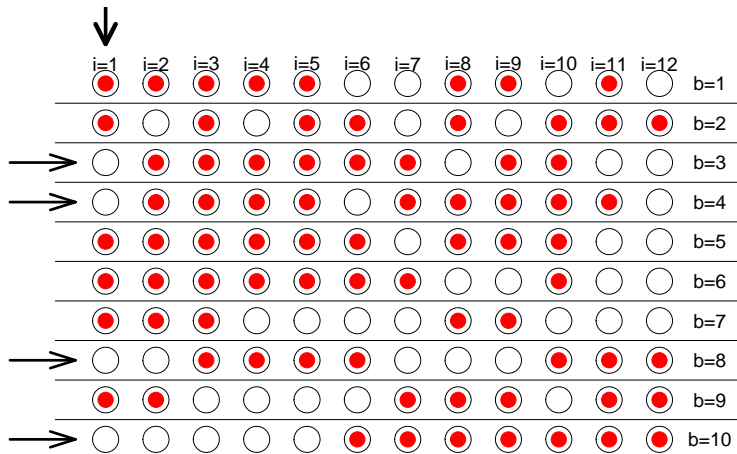 i=1 i=2 i=3 i=4 i=5 i=6 i=7 i=8 i=9 i=10 i=11 i=12
b=1
b=2
b=3
b=4
b=5
b=6
b=7
b=8
b=9
b=10